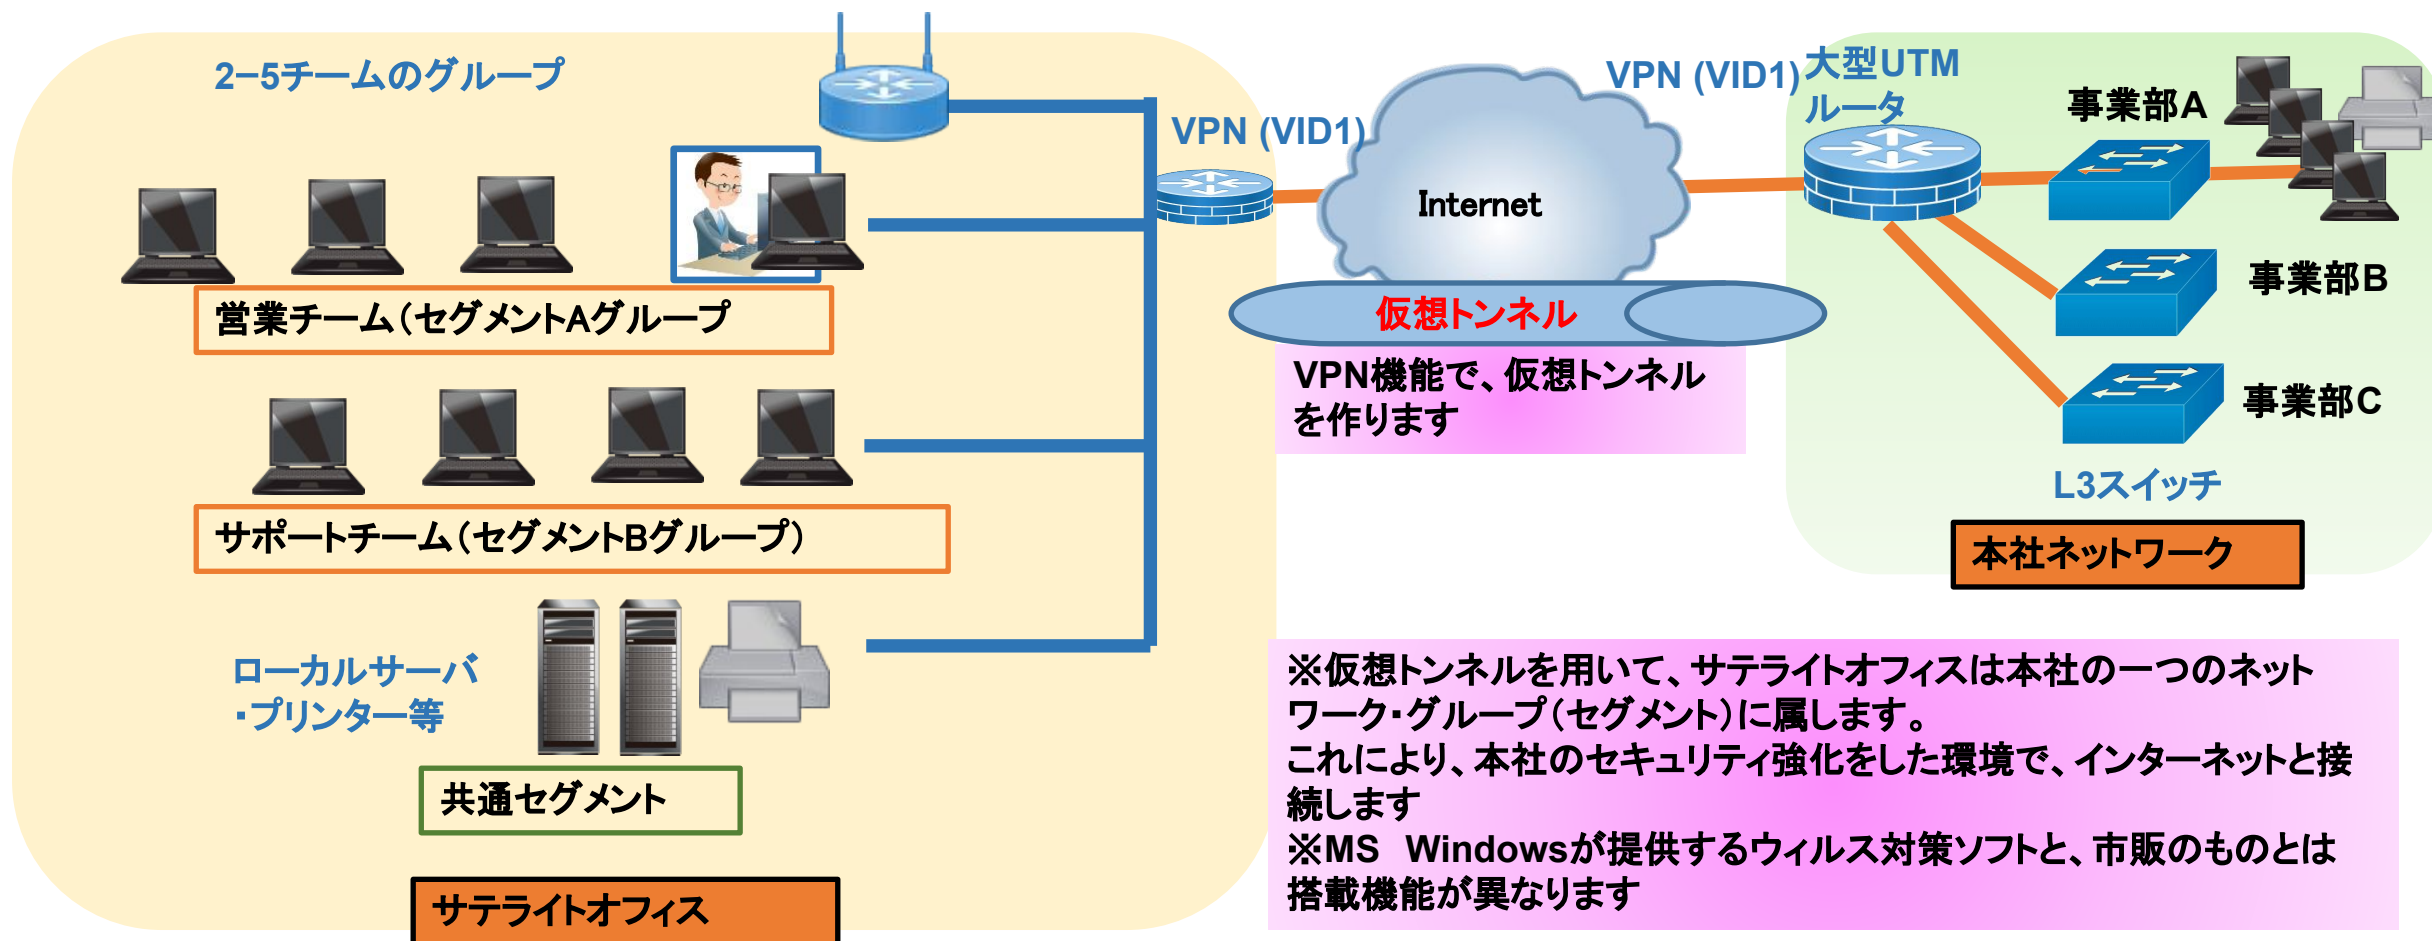 2−5チームのグループ
営業チーム（セグメントAグループ
サポートチーム（セグメントBグループ）
ローカルサーバ
・プリンター等
共通セグメント
サテライトオフィス
VPN (VID1)
Internet
VPN (VID1)
仮想トンネル
VPN機能で、仮想トンネル
を作ります
大型UTM
ルータ
事業部A
事業部B
事業部C
L3スイッチ
本社ネットワーク
※仮想トンネルを用いて、サテライトオフィスは本社の一つのネット
ワーク・グループ（セグメント）に属します。
これにより、本社のセキュリティ強化をした環境で、インターネットと接
続します
※MS　Windowsが提供するウィルス対策ソフトと、市販のものとは
搭載機能が異なります